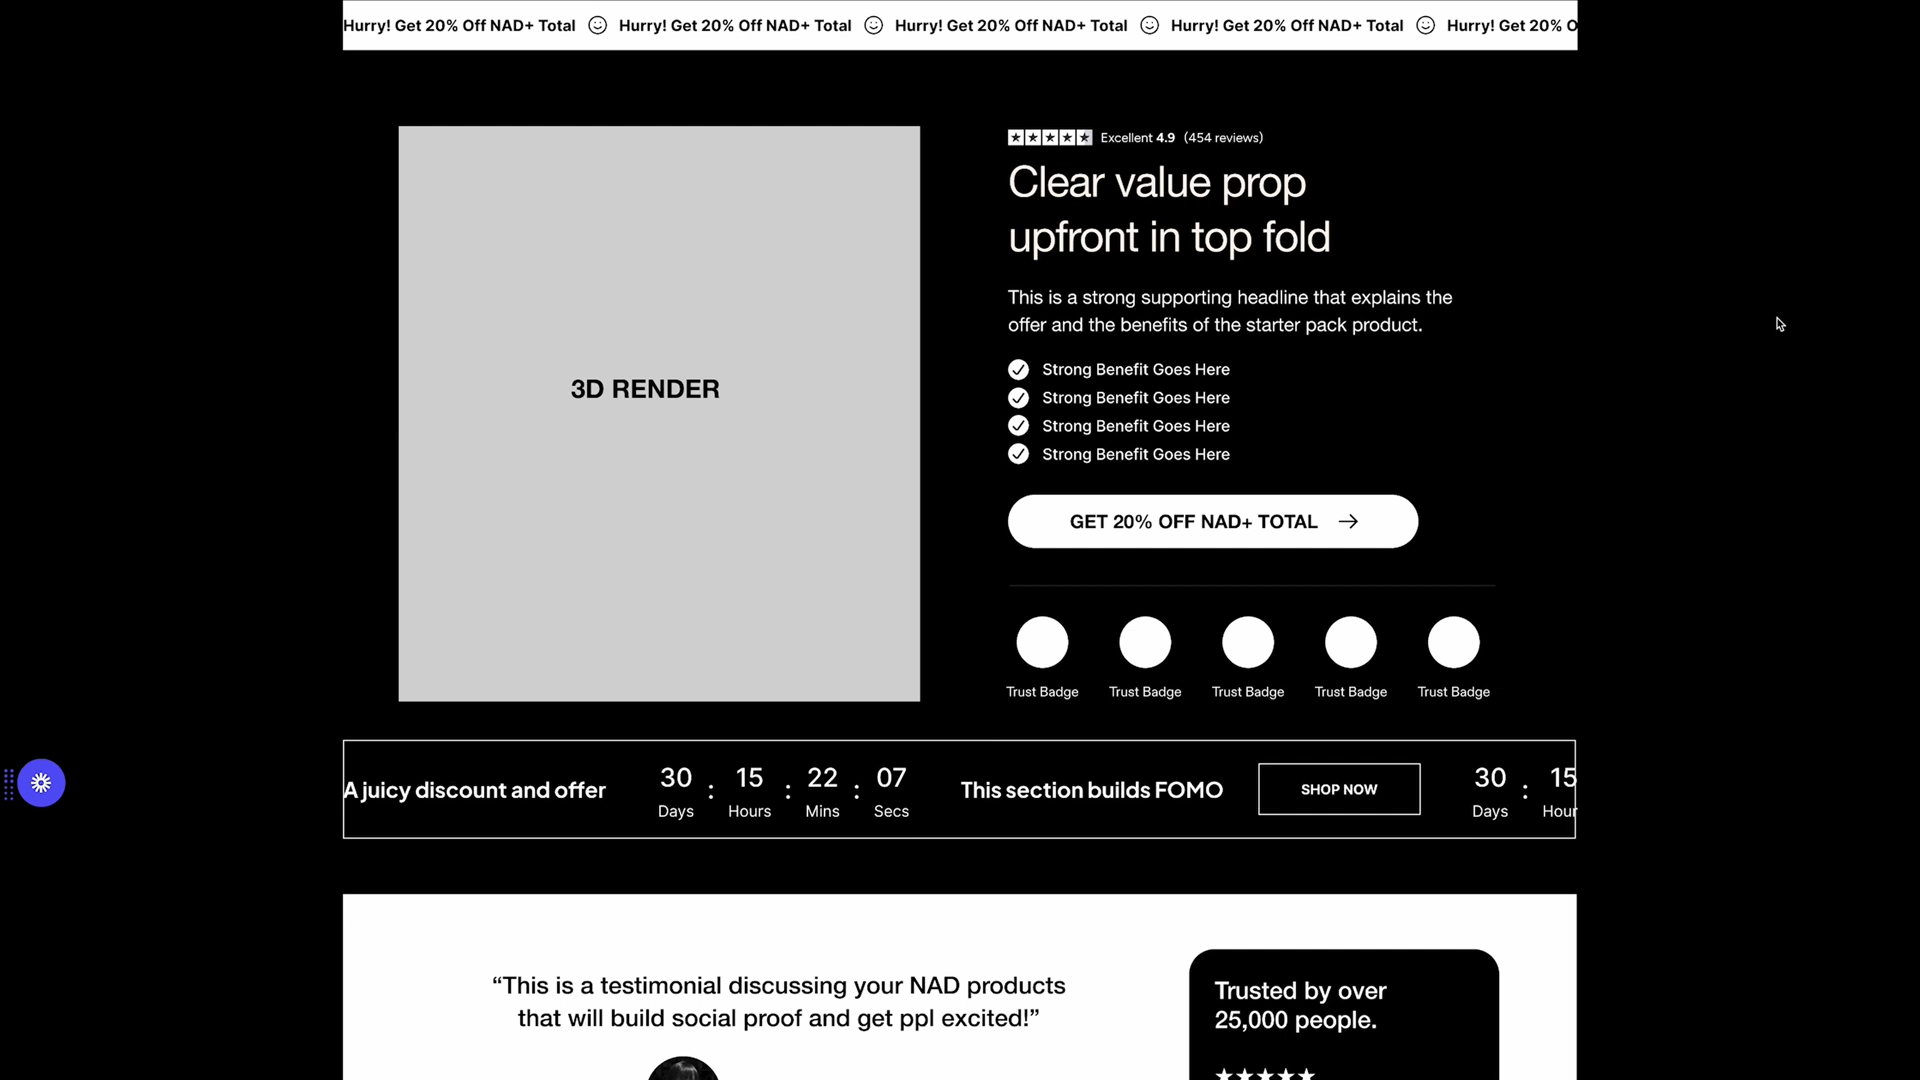 Hurry! Get 20% Off NAD+ Total Hurry! Get 20% Off NAD+ Total Hurry! Get 20% Off NAD+ Total Hurry! Get 20% Off NAD+ Total Hurry! Get 20% O
3D RENDER
Excellent 4.9 (454 reviews)
Clear value prop
upfront in top fold
This is a strong supporting headline that explains the
offer and the benefits of the starter pack product.
Strong Benefit Goes Here
Strong Benefit Goes Here
Strong Benefit Goes Here
Strong Benefit Goes Here
GET 20% OFF NAD+ TOTAL
Trust Badge Trust Badge Trust Badge Trust Badge Trust Badge
A juicy discount and offer
30 : 15 : 22 : 07
Days Hours Mins Secs
This section builds FOMO
SHOP NOW
30 : 15
Days Hour
“This is a testimonial discussing your NAD products
that will build social proof and get ppl excited!”
Trusted by over
25,000 people.